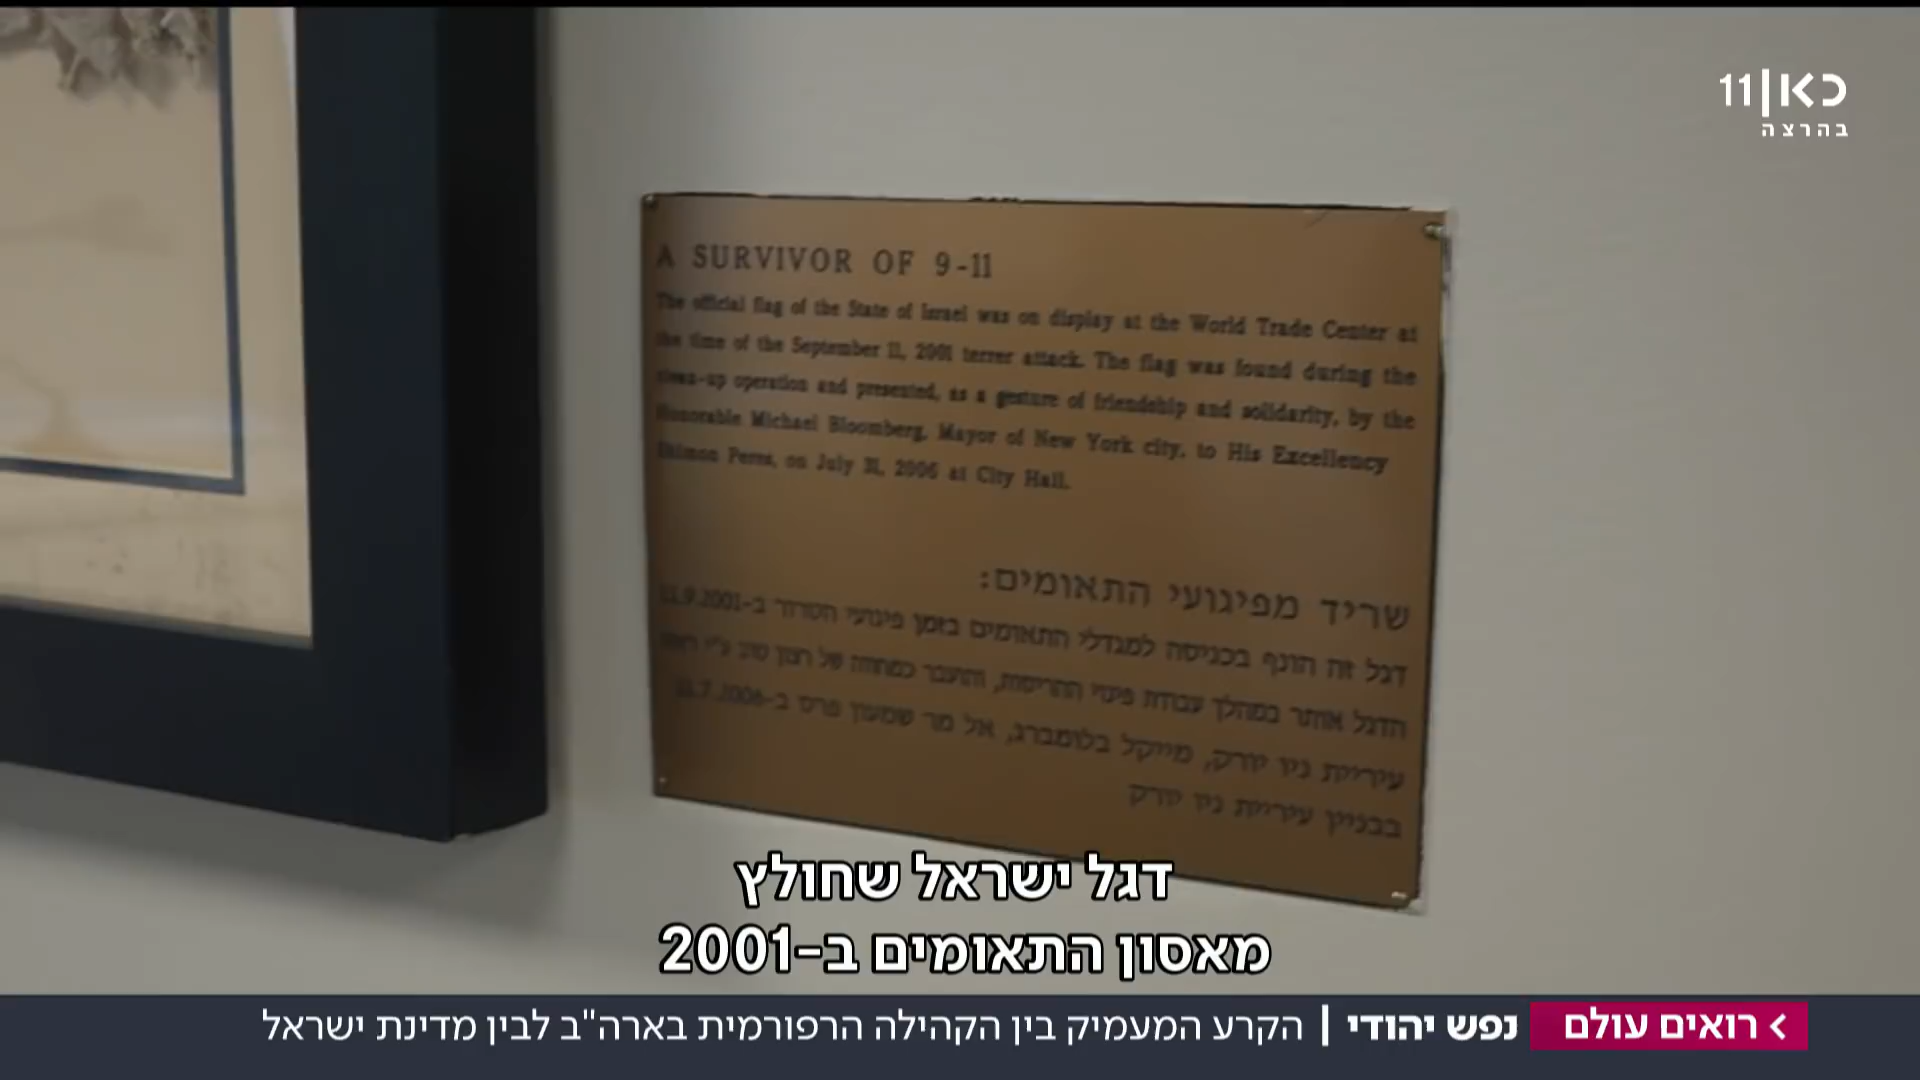 כאן 11
בהרצה
A SURVIVOR OF 9-11
The official flag of the State of Israel was on display at the World Trade Center at
the time of the September 11, 2001 terrer attack. The flag was found during the
clean-up operation and presented, as a gesture of friendship and solidarity, by the
Honorable Michael Bloomberg, Mayor of New York city, to His Excellency
Shimon Peres, on July 31, 2006 at City Hall.
שריד מפיגועי התאומים:
דגל זה הונף בכניסה למגדלי התאומים בזמן פיגועי הטרור ב-11.9.2001
הדגל אותר במהלך עבודת פינוי ההריסות, והועבר כמחווה של רצון טוב ע"י ראש
עיריית ניו יורק, מייקל בלומברג, אל מר שמעון פרס ב-31.7.2006
בבניין עיריית ניו יורק
דגל ישראל שחולץ
מאסון התאומים ב-2001
רואים עולם > נפש יהודי | הקרע המעמיק בין הקהילה הרפורמית בארה"ב לבין מדינת ישראל